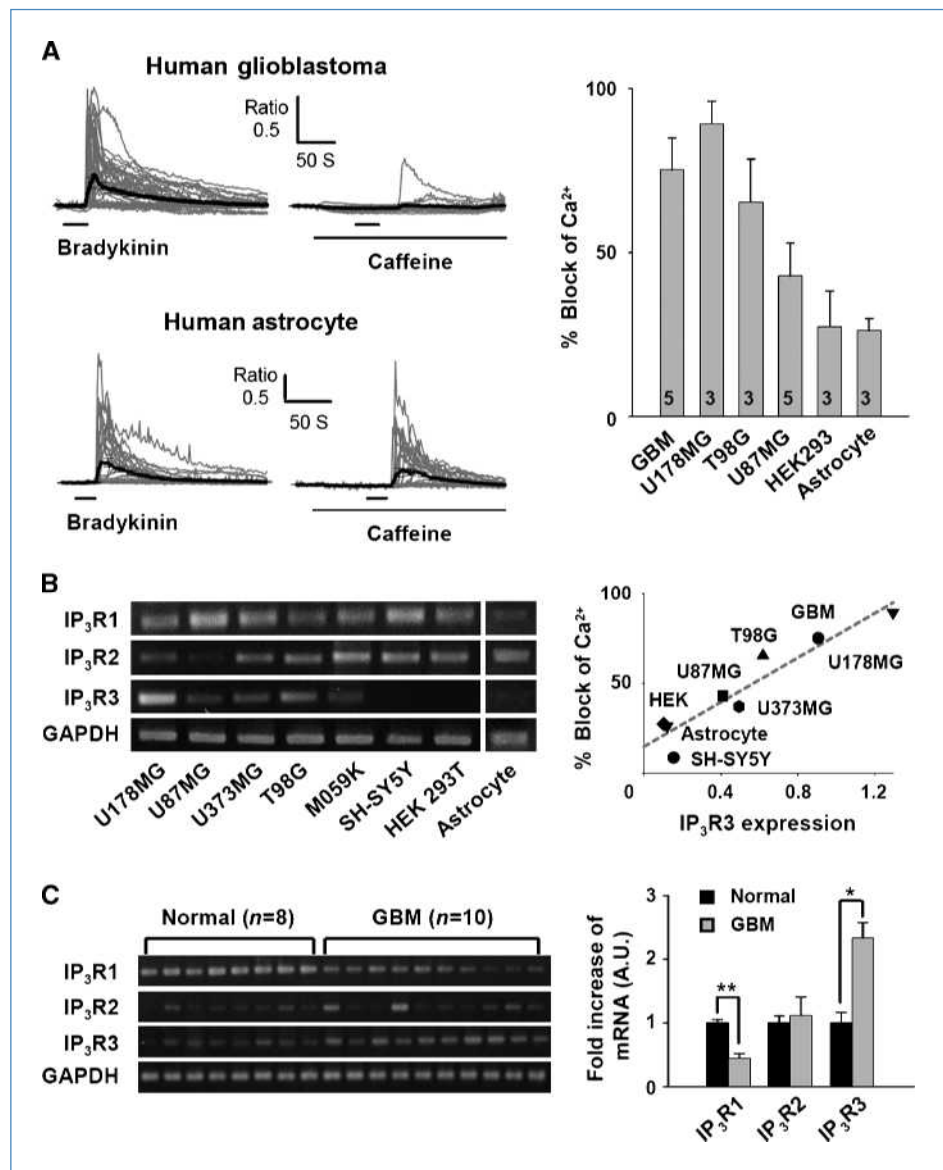 A
Human glioblastoma
Ratio
0.5
50 S
Bradykinin
Caffeine
Human astrocyte
Ratio
0.5
50 S
Bradykinin
Caffeine
% Block of Ca²⁺
100
50
0
5
3
3
5
3
3
GBM
U178MG
T98G
U87MG
HEK293
Astrocyte
B
IP₃R1
IP₃R2
IP₃R3
GAPDH
U178MG
U87MG
U373MG
T98G
M059K
SH-SY5Y
HEK 293T
Astrocyte
% Block of Ca²⁺
100
50
0
0.4
0.8
1.2
GBM
T98G
U178MG
U87MG
HEK
U373MG
Astrocyte
SH-SY5Y
IP₃R3 expression
C
Normal (n=8)
GBM (n=10)
IP₃R1
IP₃R2
IP₃R3
GAPDH
Fold increase of
mRNA (A.U.)
3
2
1
0
Normal
GBM
**
*
IP₃R1
IP₃R2
IP₃R3